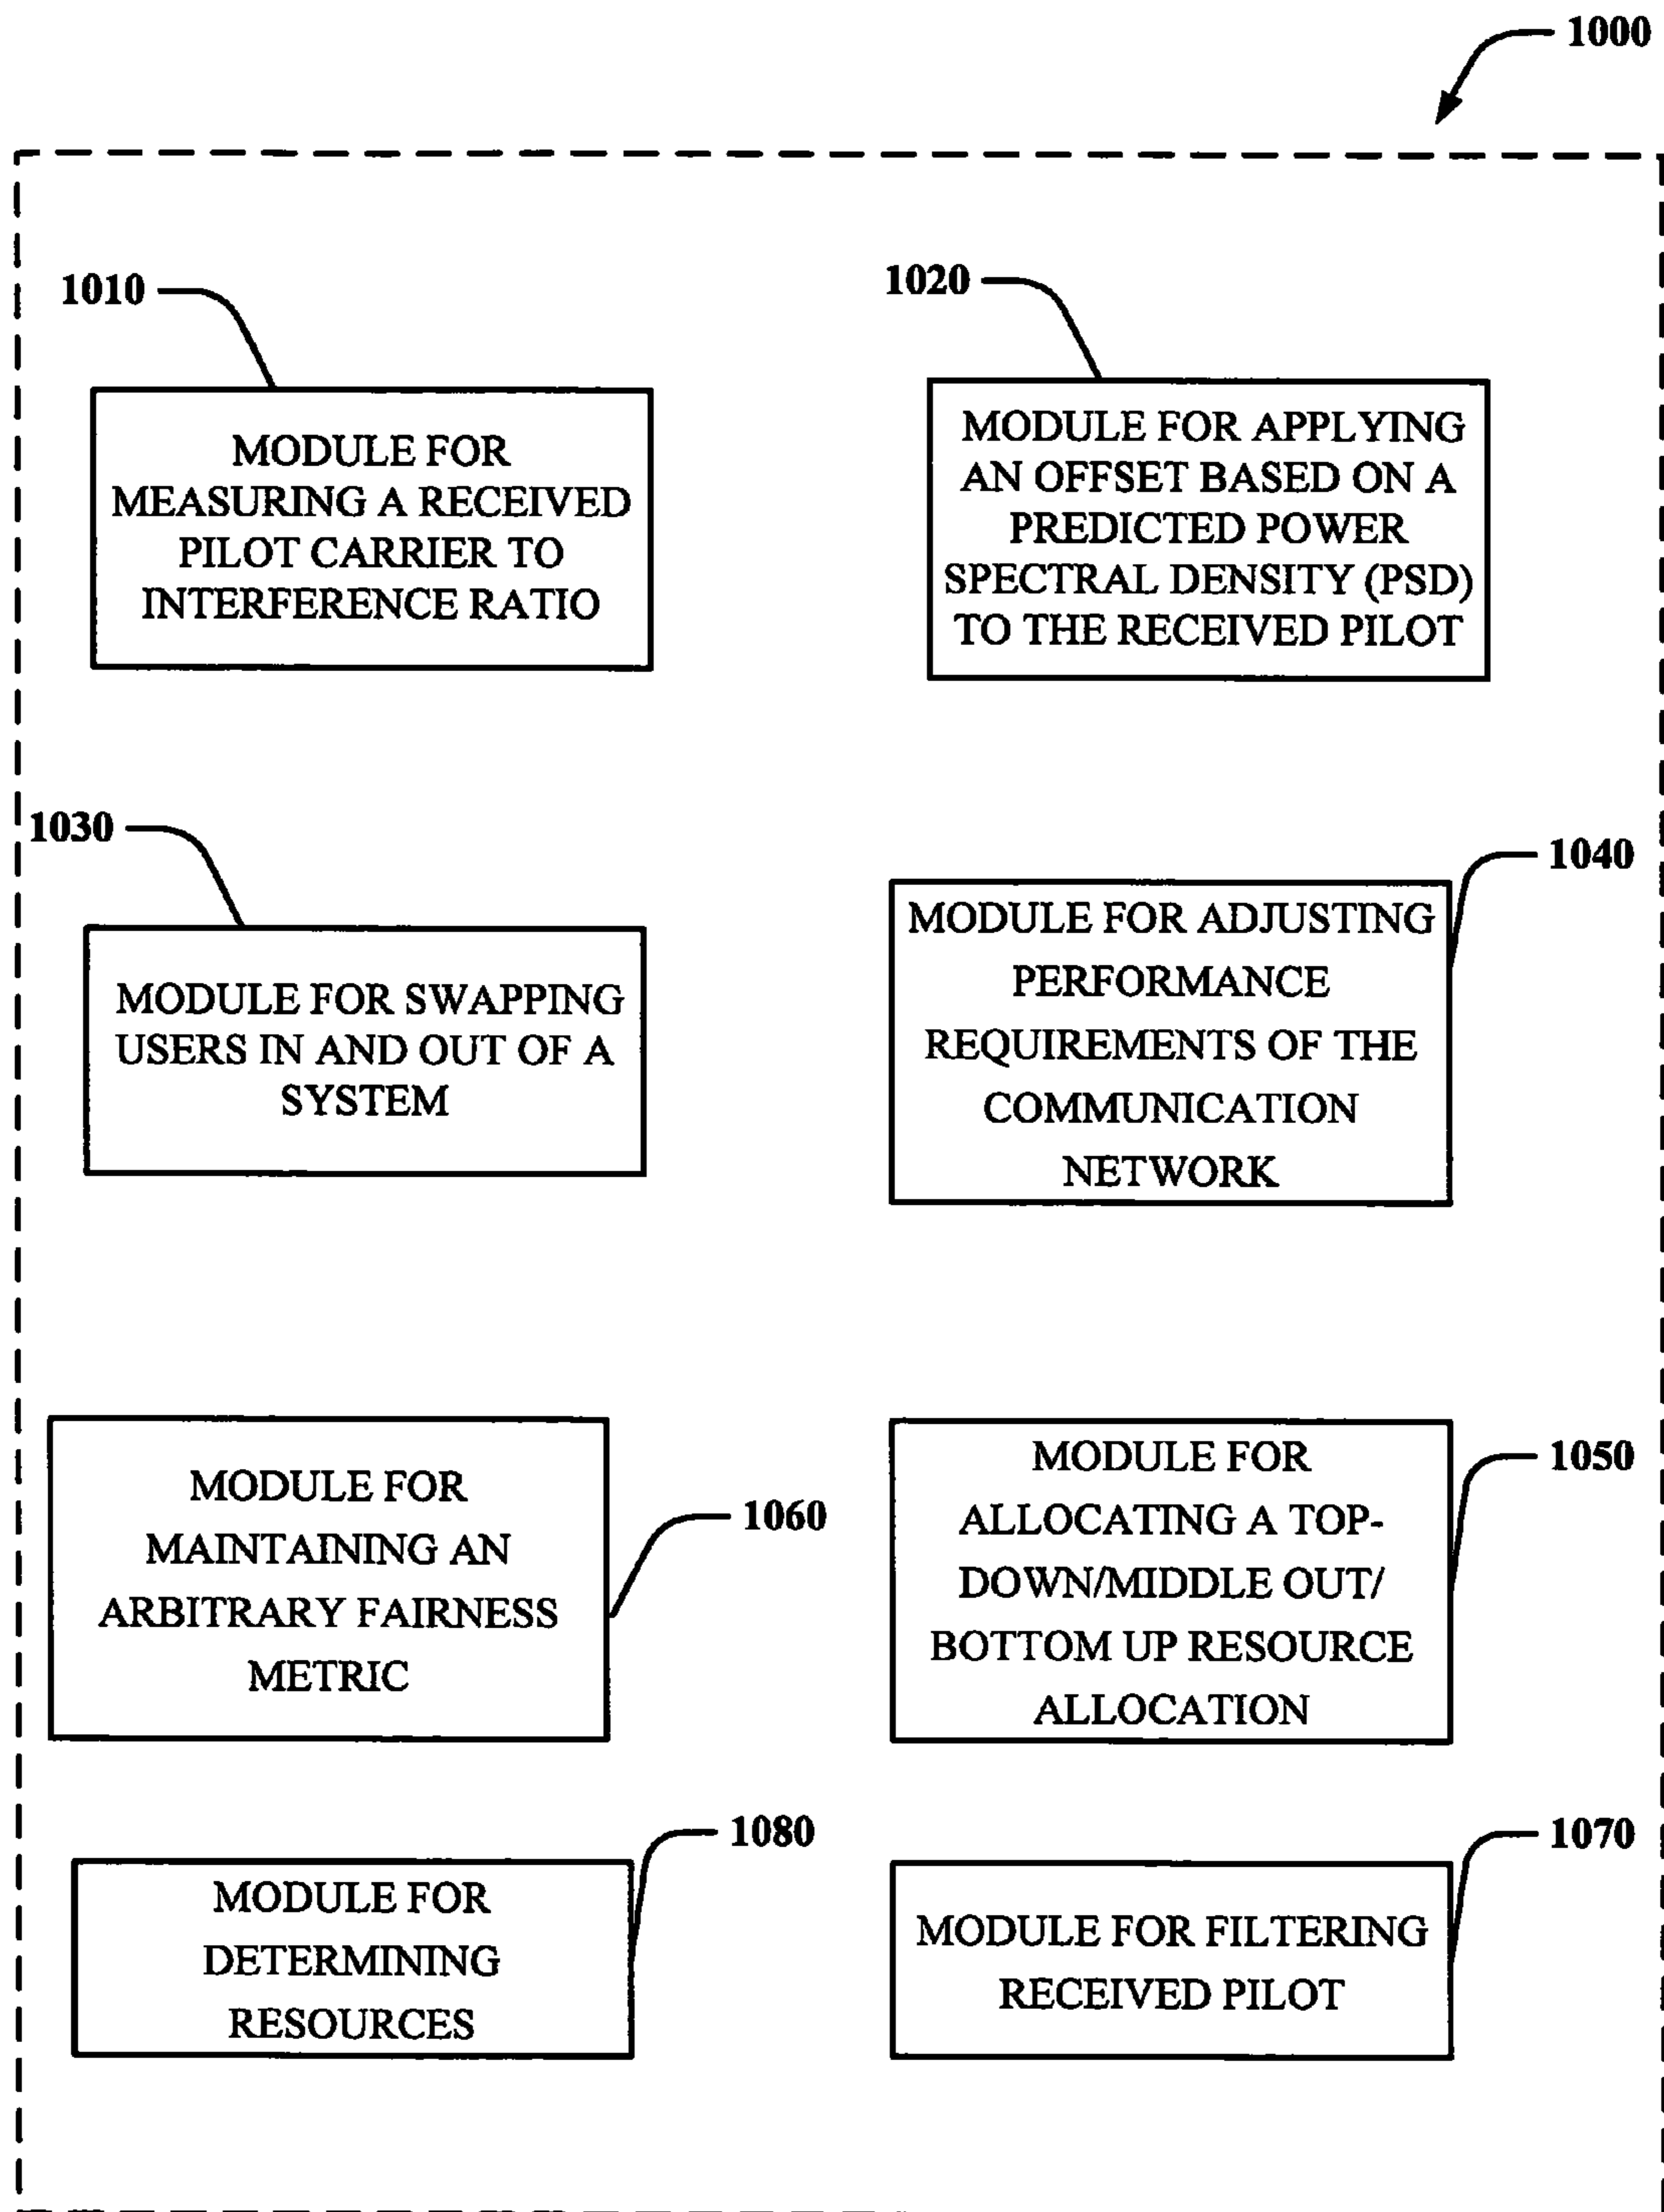 1000
1010
MODULE FOR
MEASURING A RECEIVED
PILOT CARRIER TO
INTERFERENCE RATIO
1020
MODULE FOR APPLYING
AN OFFSET BASED ON A
PREDICTED POWER
SPECTRAL DENSITY (PSD)
TO THE RECEIVED PILOT
1030
MODULE FOR SWAPPING
USERS IN AND OUT OF A
SYSTEM
1040
MODULE FOR ADJUSTING
PERFORMANCE
REQUIREMENTS OF THE
COMMUNICATION
NETWORK
MODULE FOR
MAINTAINING AN
ARBITRARY FAIRNESS
METRIC
1060
MODULE FOR
ALLOCATING A TOP-
DOWN/MIDDLE OUT/
BOTTOM UP RESOURCE
ALLOCATION
1050
MODULE FOR
DETERMINING
RESOURCES
1080
MODULE FOR FILTERING
RECEIVED PILOT
1070